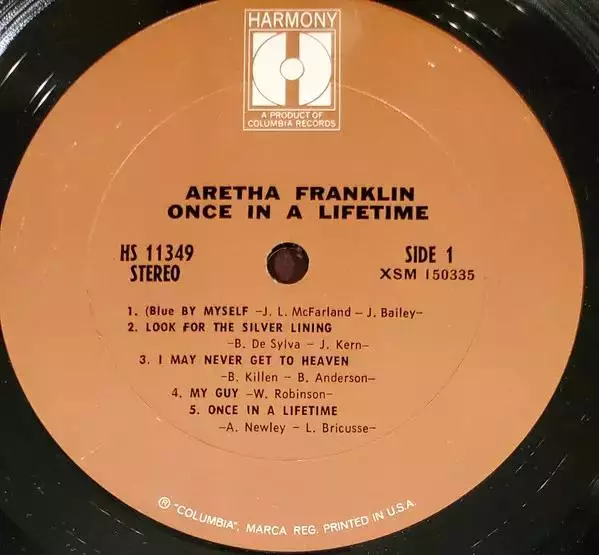 HARMONY
H
A PRODUCT OF
COLUMBIA RECORDS
ARETHA FRANKLIN
ONCE IN A LIFETIME
HS 11349
STEREO
SIDE 1
XSM 150335
1. (Blue BY MYSELF –J. L. McFarland – J. Bailey–
2. LOOK FOR THE SILVER LINING
–B. De Sylva – J. Kern–
3. I MAY NEVER GET TO HEAVEN
–B. Killen – B. Anderson–
4. MY GUY –W. Robinson–
5. ONCE IN A LIFETIME
–A. Newley – L. Bricusse–
® "COLUMBIA", MARCA REG. PRINTED IN U.S.A.